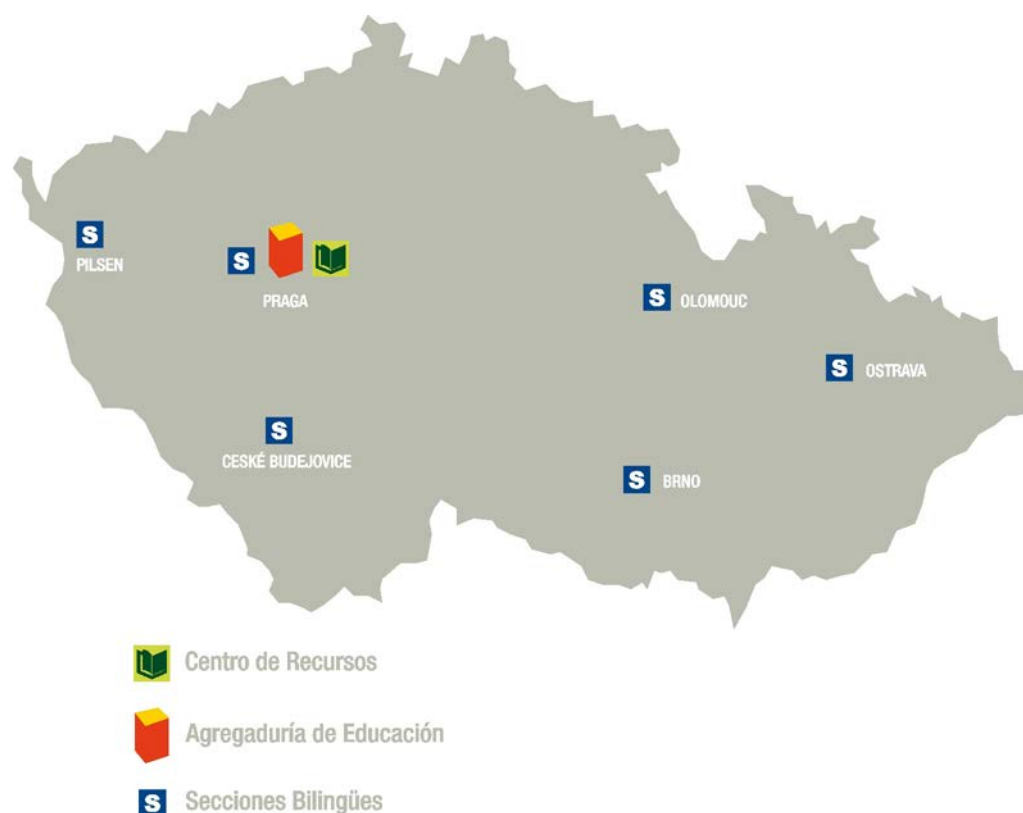 S
PILSEN
S
PRAGA
S OLOMOUC
S OSTRAVA
S
CESKÉ BUDEJOVICE
S BRNO
Centro de Recursos
Agregaduría de Educación
S Secciones Bilingües